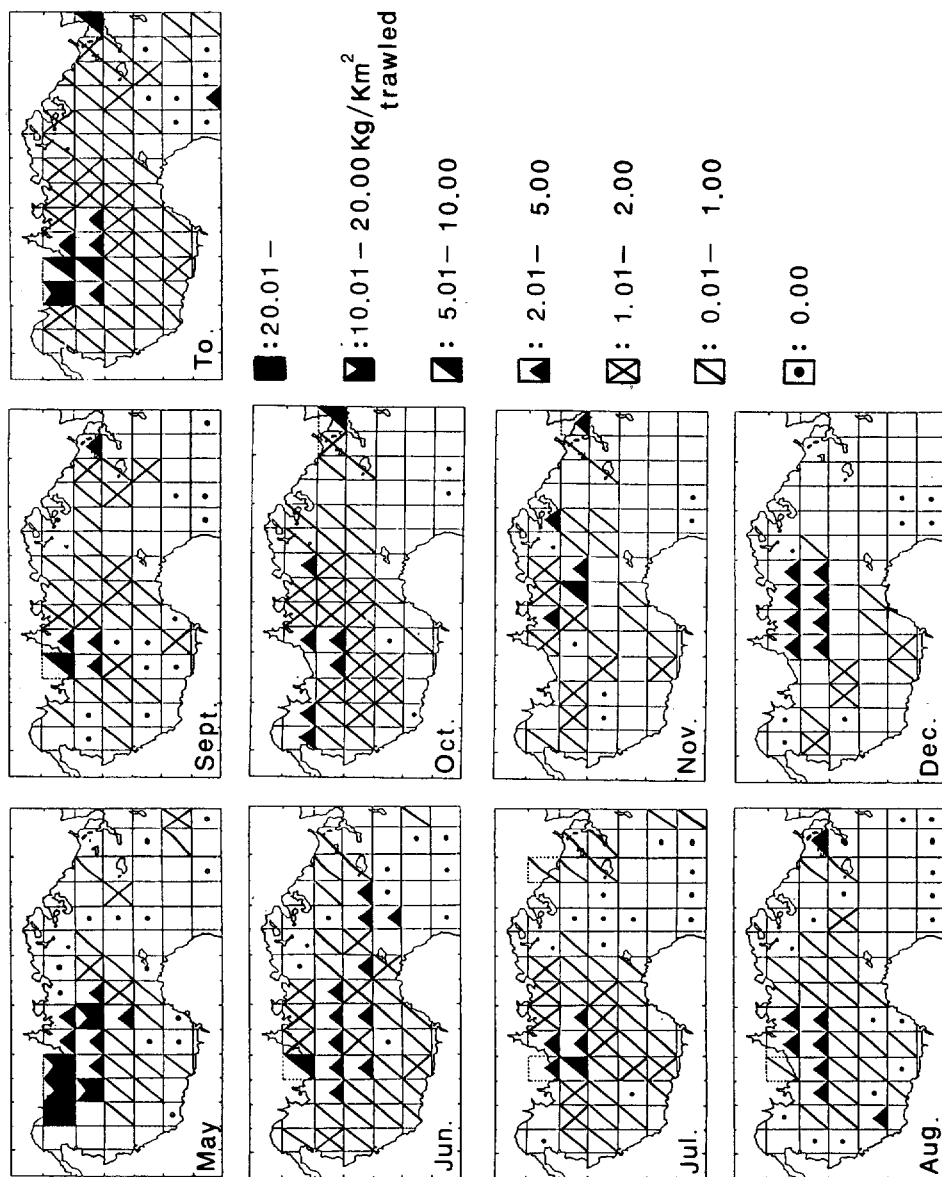 May
Sept.
To.
Jun.
Oct.
Jul.
Nov.
Aug.
Dec.
: 20.01 –
: 10.01 – 20.00 Kg/Km²
trawled
: 5.01 – 10.00
: 2.01 – 5.00
: 1.01 – 2.00
: 0.01 – 1.00
: 0.00